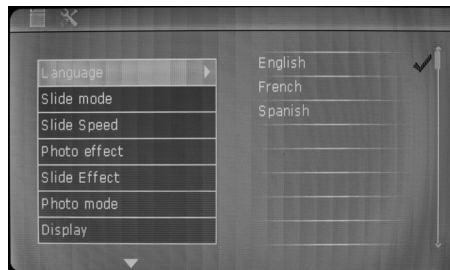 Language
Slide mode
Slide Speed
Photo effect
Slide Effect
Photo mode
Display
English
French
Spanish